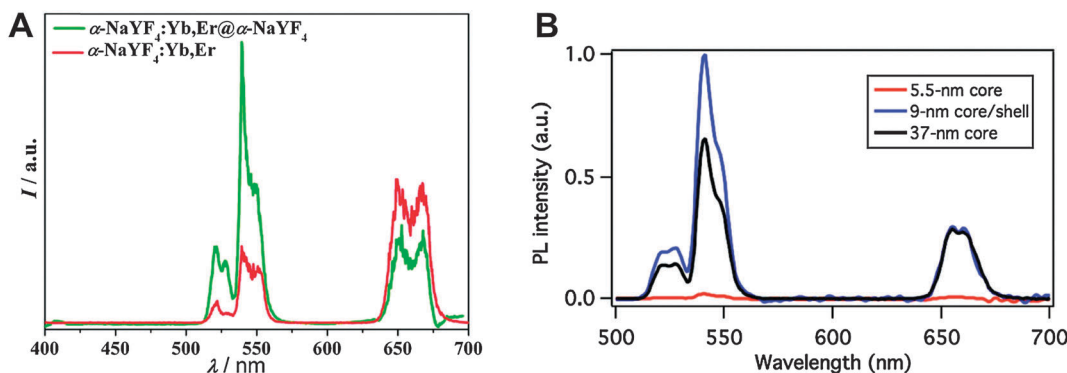 A
α-NaYF₄:Yb,Er@α-NaYF₄
α-NaYF₄:Yb,Er
I / a.u.
400 450 500 550 600 650 700
λ / nm
B
1.0
0.5
0.0
PL intensity (a.u.)
5.5-nm core
9-nm core/shell
37-nm core
500 550 600 650 700
Wavelength (nm)